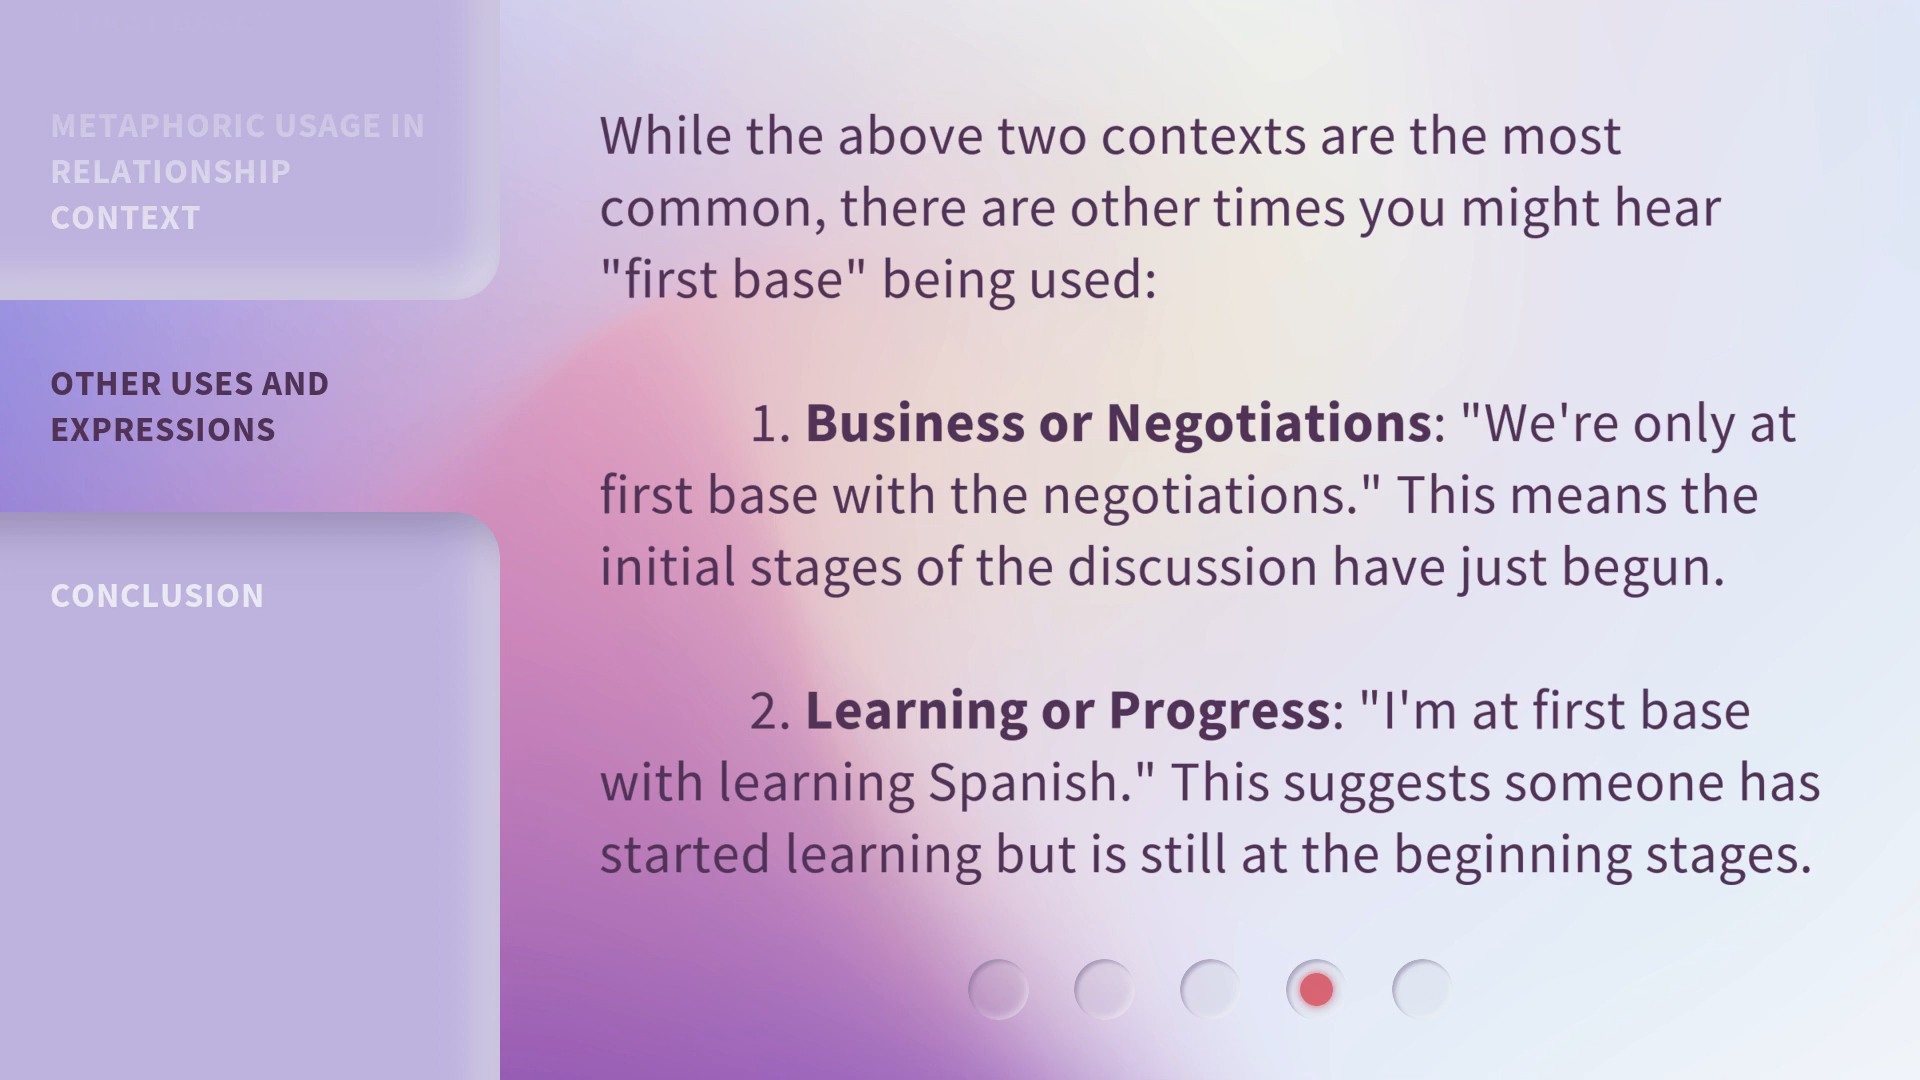 METAPHORIC USAGE IN
RELATIONSHIP
CONTEXT
OTHER USES AND
EXPRESSIONS
CONCLUSION
While the above two contexts are the most
common, there are other times you might hear
"first base" being used:
1. Business or Negotiations: "We're only at
first base with the negotiations." This means the
initial stages of the discussion have just begun.
2. Learning or Progress: "I'm at first base
with learning Spanish." This suggests someone has
started learning but is still at the beginning stages.